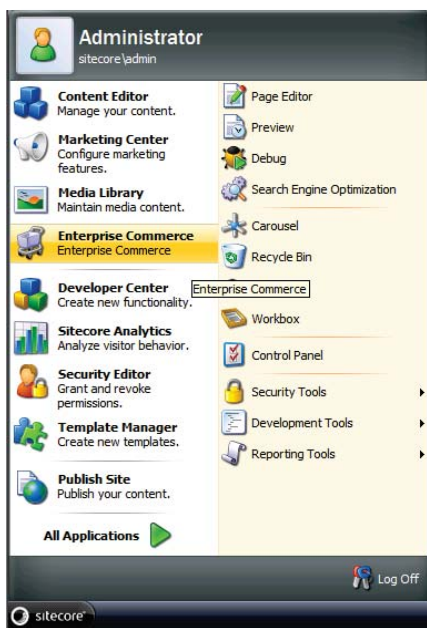 Administrator
sitecore\admin
Content Editor
Manage your content.
Marketing Center
Configure marketing
features.
Media Library
Maintain media content.
Enterprise Commerce
Enterprise Commerce
Developer Center
Create new functionality.
Sitecore Analytics
Analyze visitor behavior.
Security Editor
Grant and revoke
permissions.
Template Manager
Create new templates.
Publish Site
Publish your content.
All Applications
Page Editor
Preview
Debug
Search Engine Optimization
Carousel
Recycle Bin
Enterprise Commerce
Workbox
Control Panel
Security Tools
Development Tools
Reporting Tools
Log Off
sitecore